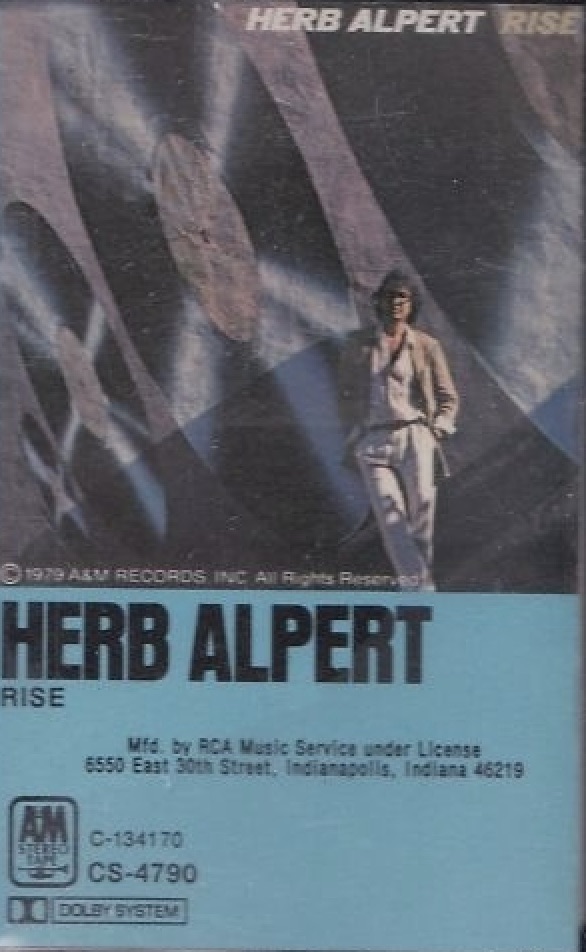 HERB ALPERT RISE
© 1979 A&M RECORDS, INC. All Rights Reserved
HERB ALPERT
RISE
Mfd. by RCA Music Service under License
6550 East 30th Street, Indianapolis, Indiana 46219
A&M
STEREO
TAPE
C-134170
CS-4790
DOLBY SYSTEM